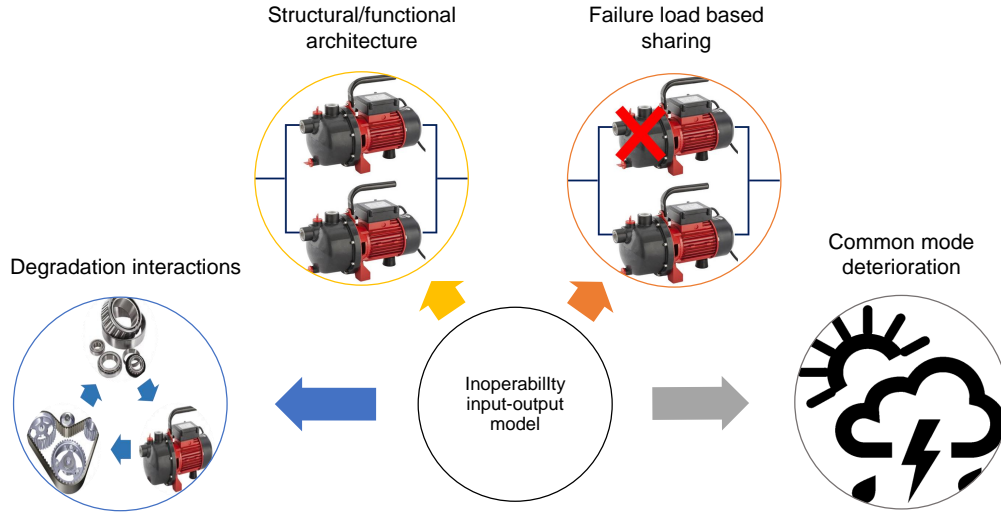 Structural/functional
architecture
Failure load based
sharing
Degradation interactions
Common mode
deterioration
Inoperability
input-output
model